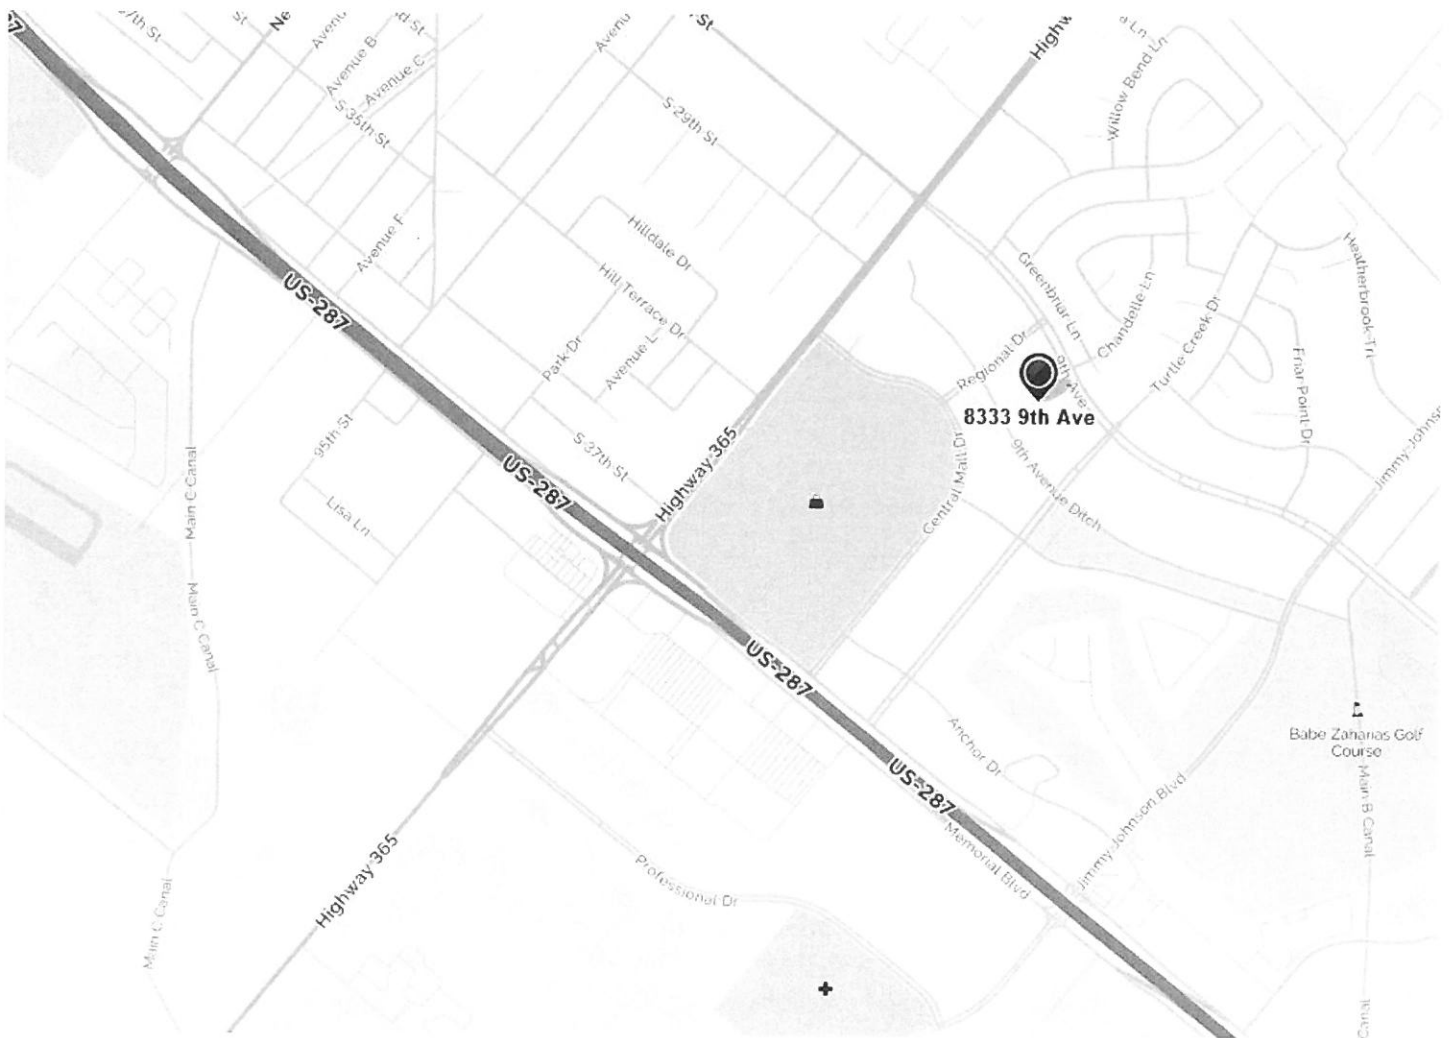 S 35th St
Avenue B
Avenue C
S 29th St
Willow Bend Ln
Avenue F
Hilldale Dr
Hill Terrace Dr
Park Dr
Avenue L
Greenbriar Ln
Chandelle Ln
Turtle Creek Dr
Heatherbrook Trl
Friar Point Dr
Regional Dr
9th Ave
8333 9th Ave
US-287
95th St
S 37th St
Highway 365
Central Mall Dr
9th Avenue Ditch
US-287
Lisa Ln
Main C Canal
Main C Canal
US-287
Anchor Dr
Babe Zaharias Golf
Course
US-287
Jimmy Johnson Blvd
Main B Canal
Memorial Blvd
Highway 365
Professional Dr
Main C Canal